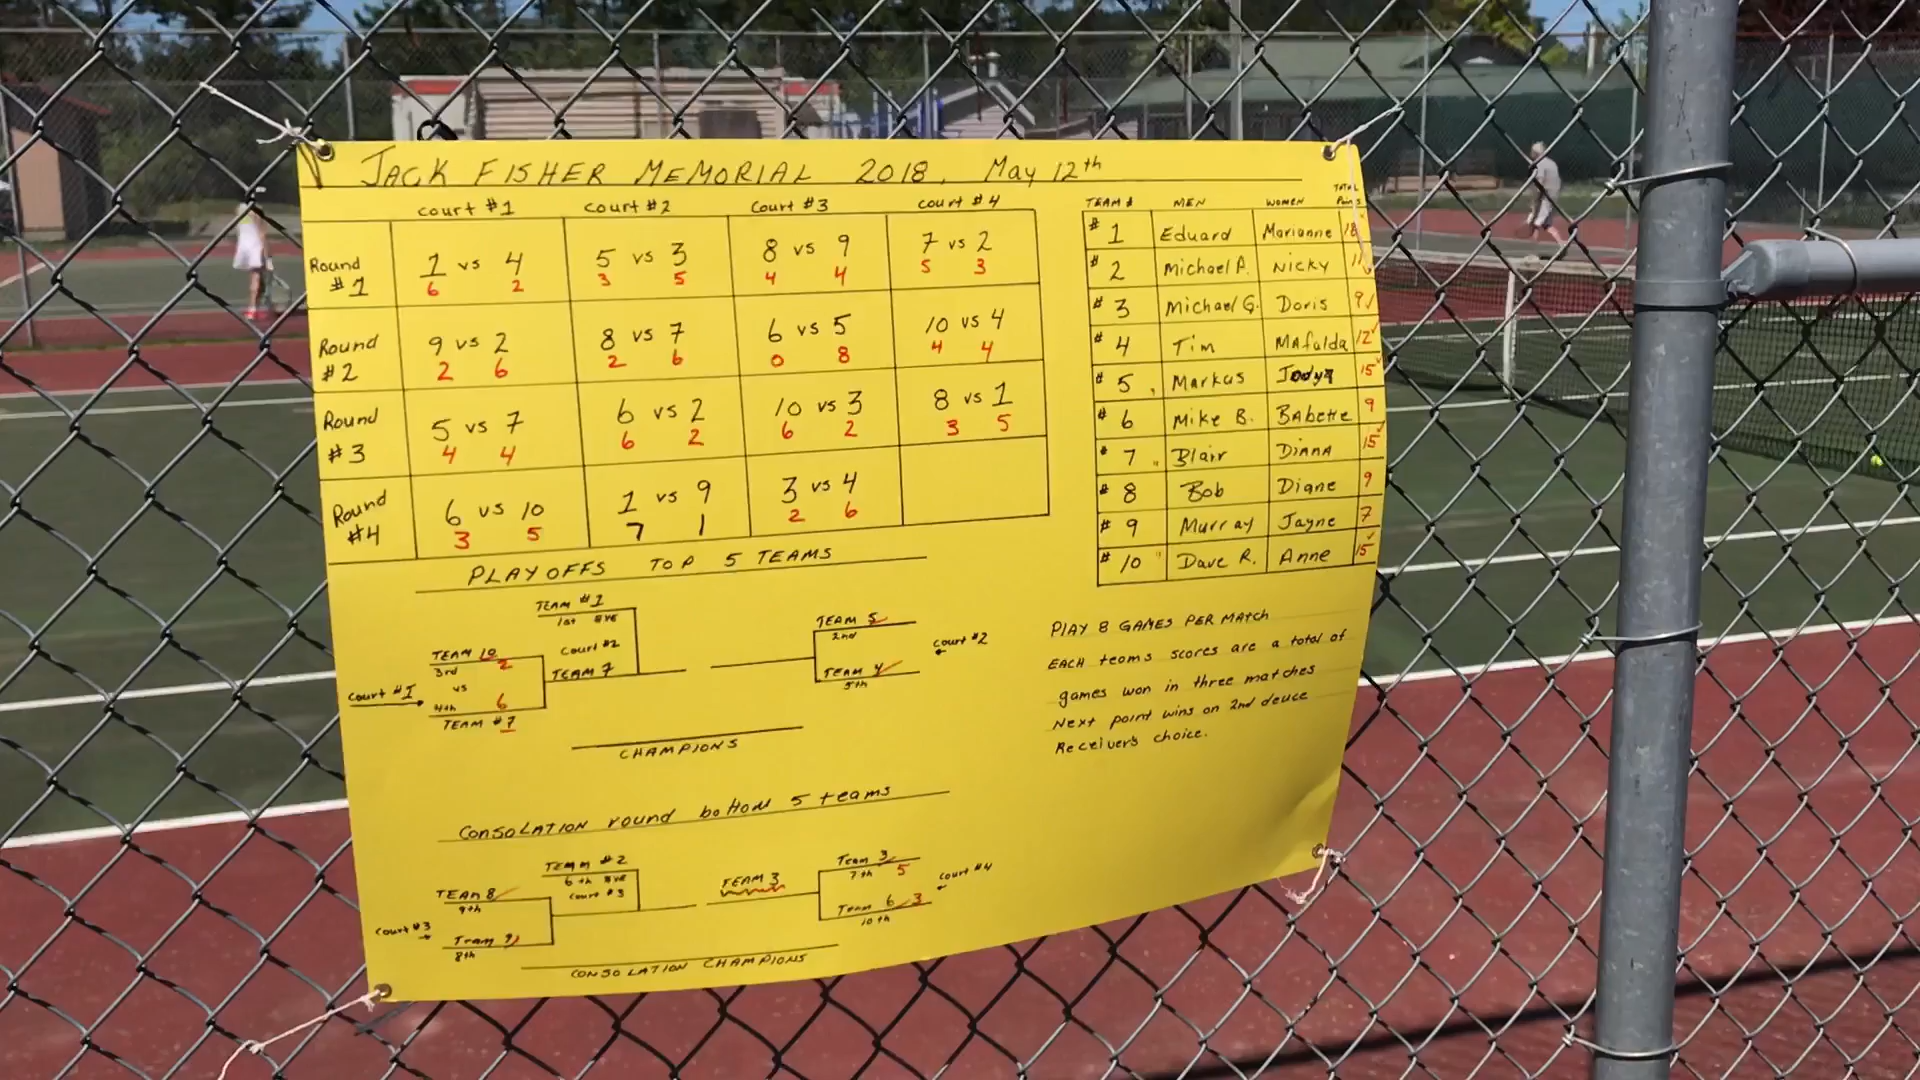 JACK FISHER MEMORIAL 2018. May 12th
Court #1 Court #2 Court #3 Court #4
Round #1
1 vs 4
6 2
5 vs 3
3 5
8 vs 9
4 4
7 vs 2
5 3
Round #2
9 vs 2
2 6
8 vs 7
2 6
6 vs 5
0 8
10 vs 4
4 4
Round #3
5 vs 7
4 4
6 vs 2
6 2
10 vs 3
6 2
8 vs 1
3 5
Round #4
6 vs 10
3 5
1 vs 9
7 1
3 vs 4
2 6
TEAM # MEN WOMEN TOTAL Points
#1 Eduard Marianne 18
#2 Michael P. Nicky
#3 Michael G. Doris 9
#4 Tim Mafalda 12
#5 Markus Jody 15
#6 Mike B. Babette 9
#7 Blair Diana 15
#8 Bob Diane 9
#9 Murray Jayne 7
#10 Dave R. Anne 15
PLAYOFFS TOP 5 TEAMS
TEAM #1
1st BYE
Court #2
TEAM 10 2
3rd
vs
Court #1
4th 6
TEAM #7
TEAM 7
TEAM 5
2nd
Court #2
TEAM 4
5th
CHAMPIONS
PLAY 8 GAMES PER MATCH
EACH teams scores are a total of
games won in three matches
Next point wins on 2nd deuce
Receivers choice.
CONSOLATION round bottom 5 teams
TEAM #2
6th BYE
Court #3
TEAM 8
9th
Court #3
TEAM 9
8th
TEAM 3
TEAM 3
7th 5
Court #4
TEAM 6 3
10th
CONSOLATION CHAMPIONS